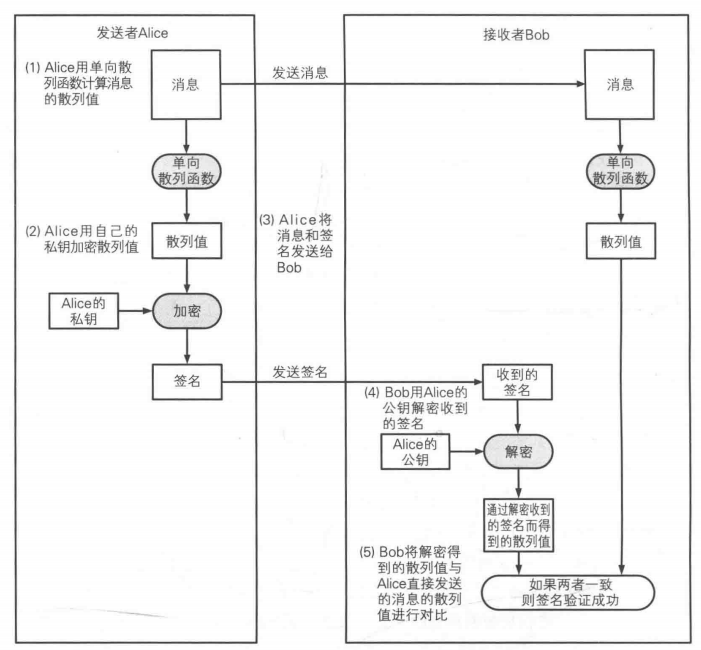 发送者Alice
接收者Bob
(1) Alice用单向散
列函数计算消息
的散列值
消息
发送消息
消息
单向
散列函数
单向
散列函数
(2) Alice用自己的
私钥加密散列值
散列值
(3) Alice将
消息和签
名发送给
Bob
散列值
Alice的
私钥
加密
签名
发送签名
收到的
签名
(4) Bob用Alice的
公钥解密收到
的签名
Alice的
公钥
解密
通过解密收到
的签名而得
到的散列值
(5) Bob将解密得
到的散列值与
Alice直接发送
的消息的散列
值进行对比
如果两者一致
则签名验证成功